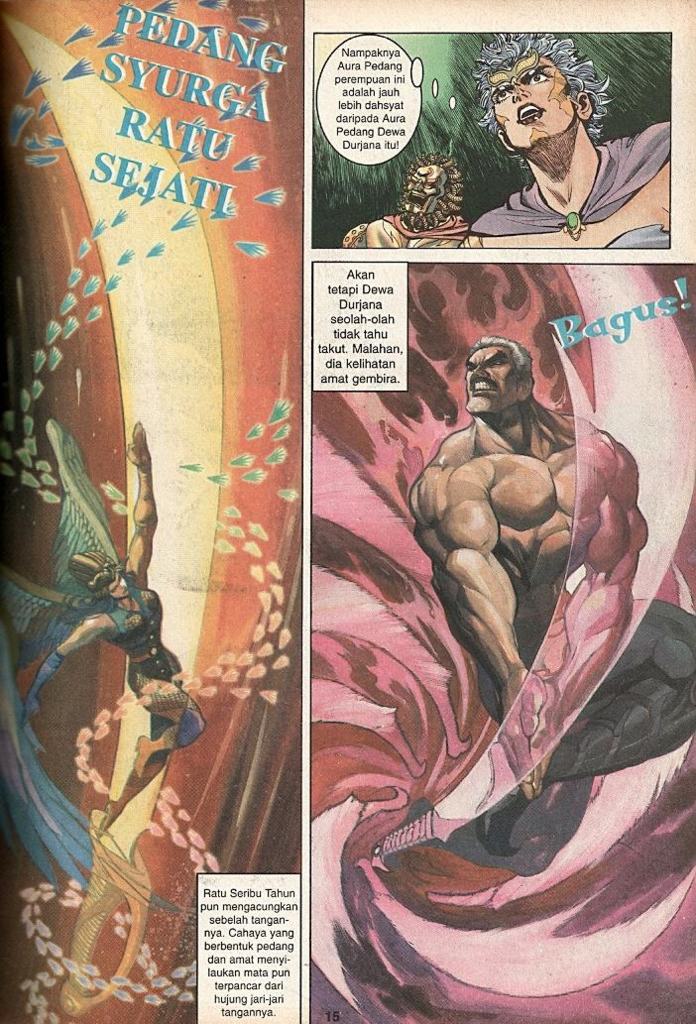 PEDANG
SYURGA
RATU
SEJATI
Ratu Seribu Tahun
pun mengacungkan
sebelah tangan-
nya. Cahaya yang
berbentuk pedang
dan amat menyi-
laukan mata pun
terpancar dari
hujung jari-jari
tangannya.
Nampaknya
Aura Pedang
perempuan ini
adalah jauh
lebih dahsyat
daripada Aura
Pedang Dewa
Durjana itu!
Akan
tetapi Dewa
Durjana
seolah-olah
tidak tahu
takut. Malahan,
dia kelihatan
amat gembira.
Bagus!
15